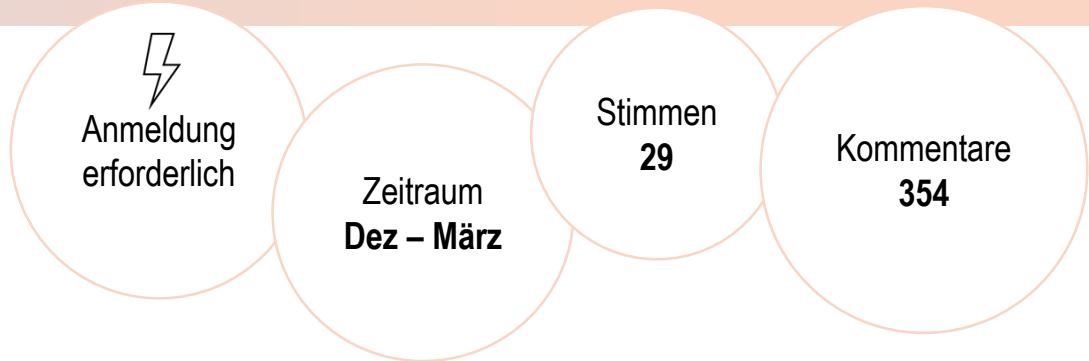 Anmeldung
erforderlich
Zeitraum
Dez – März
Stimmen
29
Kommentare
354